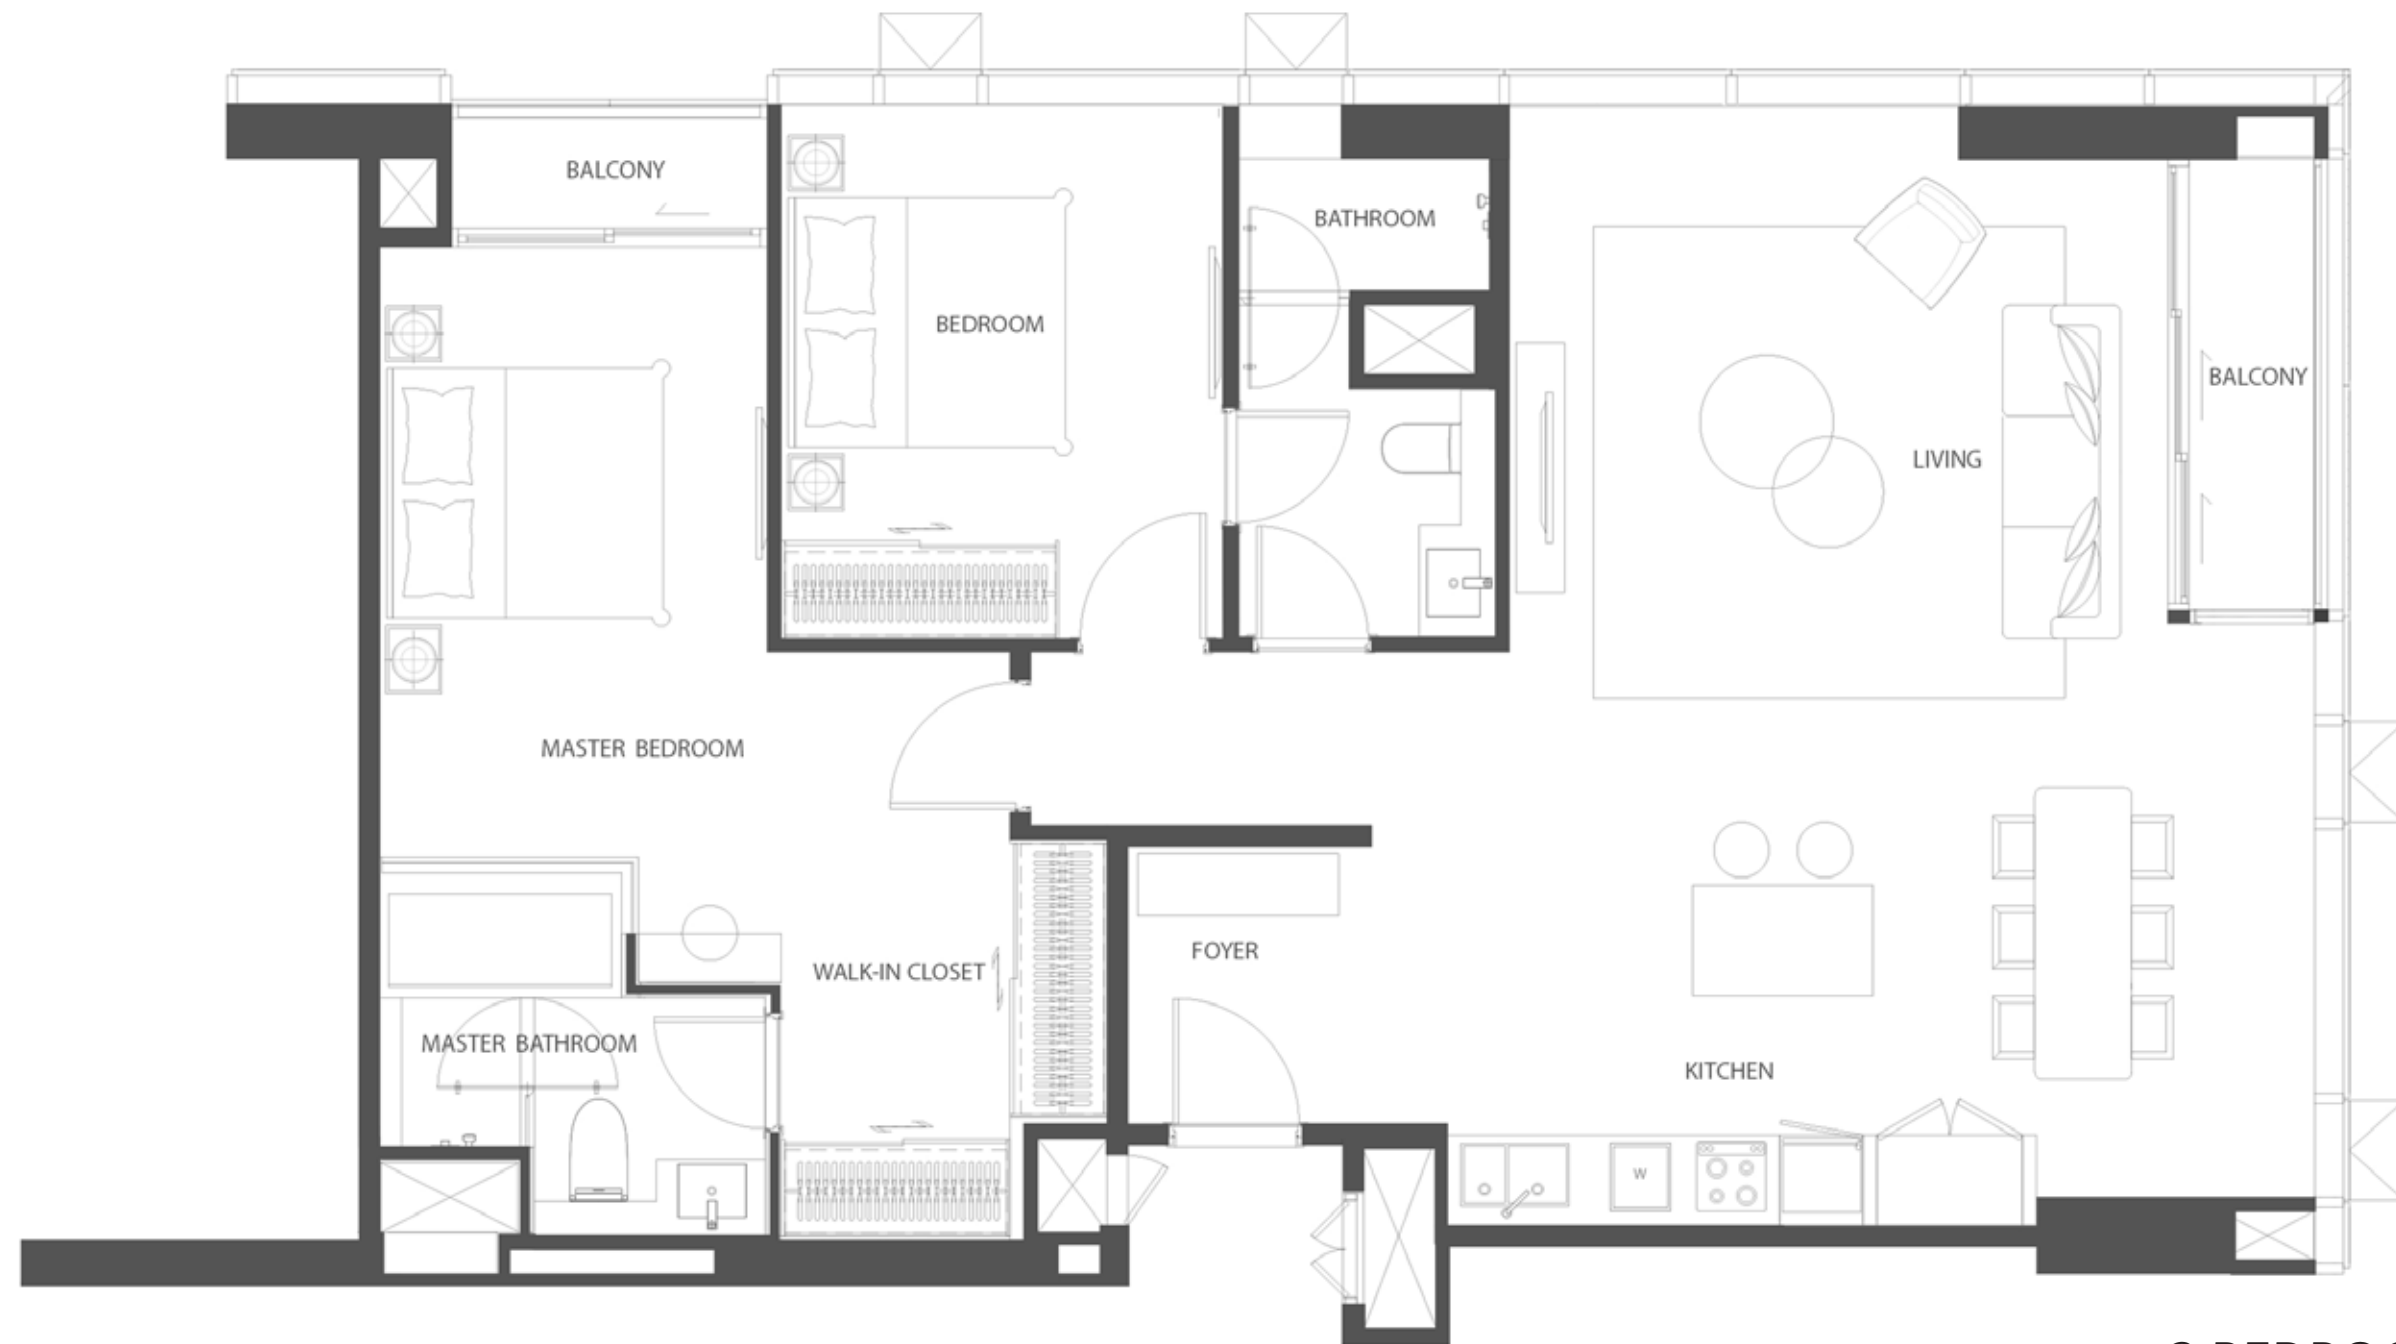 BALCONY
BATHROOM
BEDROOM
BALCONY
LIVING
MASTER BEDROOM
FOYER
WALK-IN CLOSET
MASTER BATHROOM
KITCHEN
W